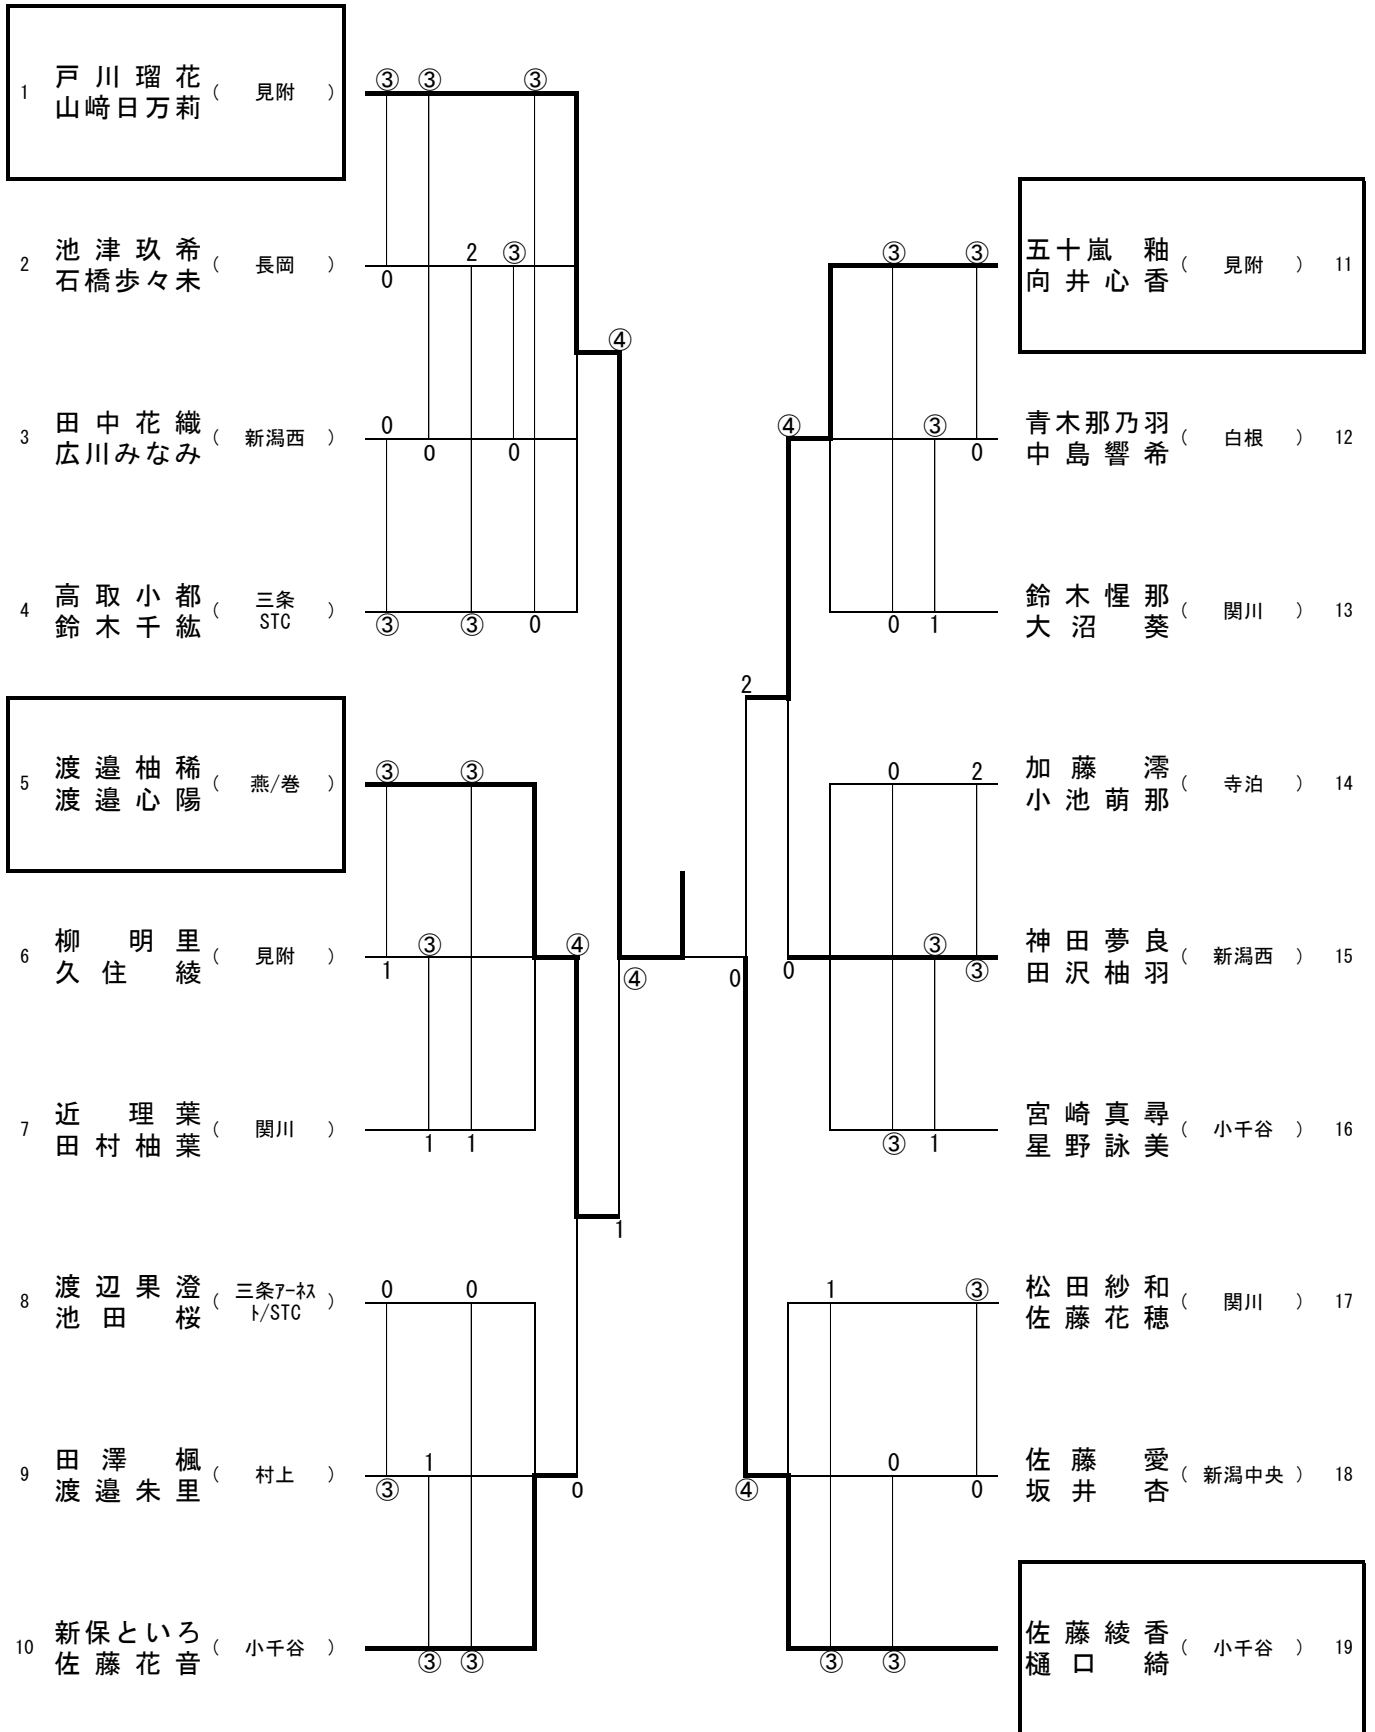 1 戸川瑠花 ( 見附 )
山﨑日万莉
③ ③ ③
2 池津玖希 ( 長岡 )
石橋歩々未
2 ③
0
3 田中花織 ( 新潟西 )
広川みなみ
0
0 0
4 高取小都 ( 三条
鈴木千紘 STC )
③ ③ 0
④
5 渡邉柚稀 ( 燕/巻 )
渡邉心陽
③ ③
6 柳明里 ( 見附 )
久住綾
③ ④
1
④
7 近理葉 ( 関川 )
田村柚葉
1 1
1
8 渡辺果澄 ( 三条アーネス
池田桜 ト/STC )
0 0
9 田澤楓 ( 村上 )
渡邉朱里
1
③ 0
10 新保といろ ( 小千谷 )
佐藤花音
③ ③
五十嵐釉 ( 見附 ) 11
向井心香
③ ③
青木那乃羽 ( 白根 ) 12
中島響希
④ ③
0
鈴木惺那 ( 関川 ) 13
大沼葵
0 1
2
加藤澪 ( 寺泊 ) 14
小池萌那
0 2
神田夢良 ( 新潟西 ) 15
田沢柚羽
③
0 0 ③
宮崎真尋 ( 小千谷 ) 16
星野詠美
③ 1
松田紗和 ( 関川 ) 17
佐藤花穂
1 ③
佐藤愛 ( 新潟中央 ) 18
坂井杏
0
④ 0
佐藤綾香 ( 小千谷 ) 19
樋口綺
③ ③